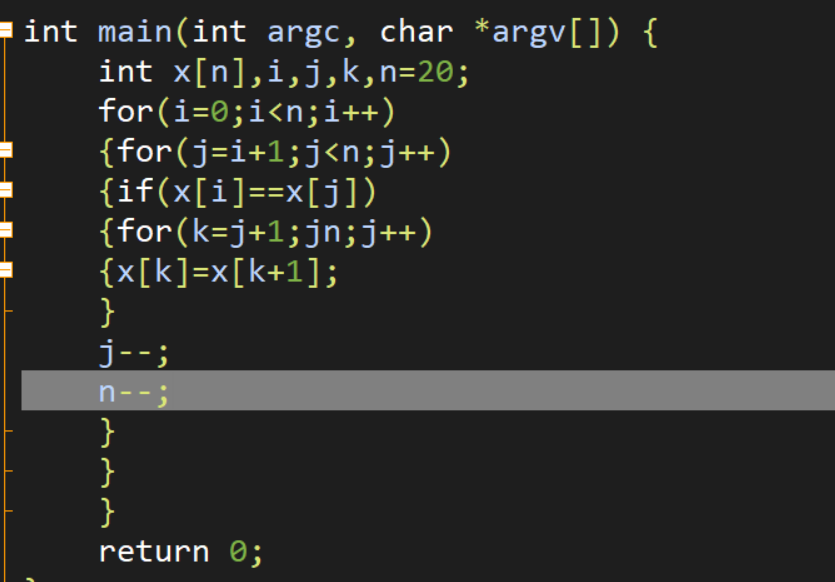 int main(int argc, char *argv[]) {
int x[n],i,j,k,n=20;
for(i=0;i<n;i++)
{for(j=i+1;j<n;j++)
{if(x[i]==x[j])
{for(k=j+1;jn;j++)
{x[k]=x[k+1];
}
j--;
n--;
}
}
}
return 0;
}